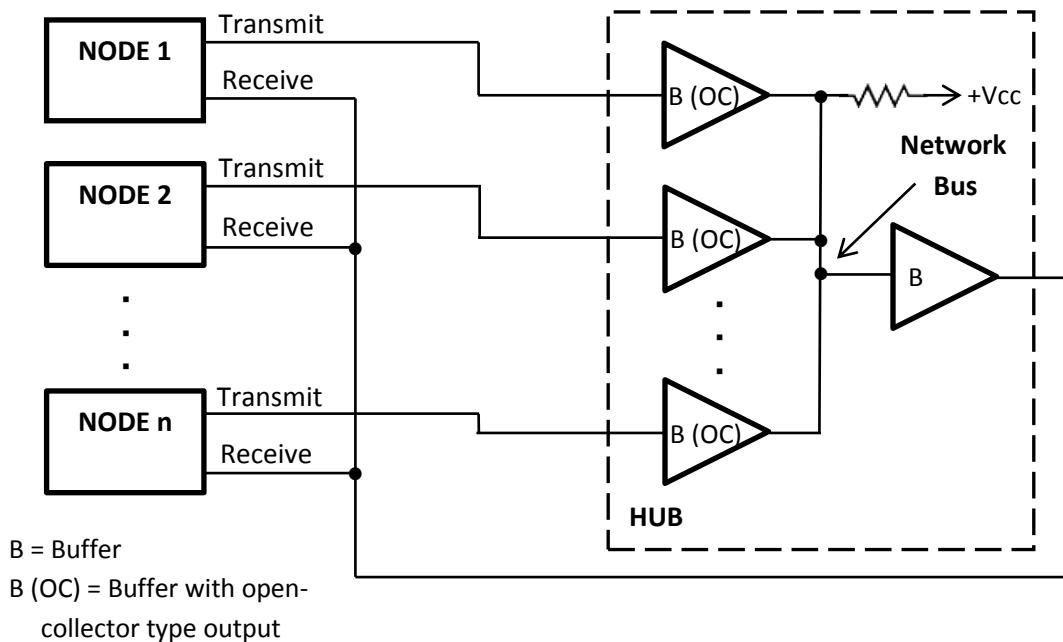 NODE 1
Transmit
Receive
B (OC)
+Vcc
Network
Bus
NODE 2
Transmit
Receive
B (OC)
B
NODE n
Transmit
Receive
B (OC)
HUB
B = Buffer
B (OC) = Buffer with open-
collector type output